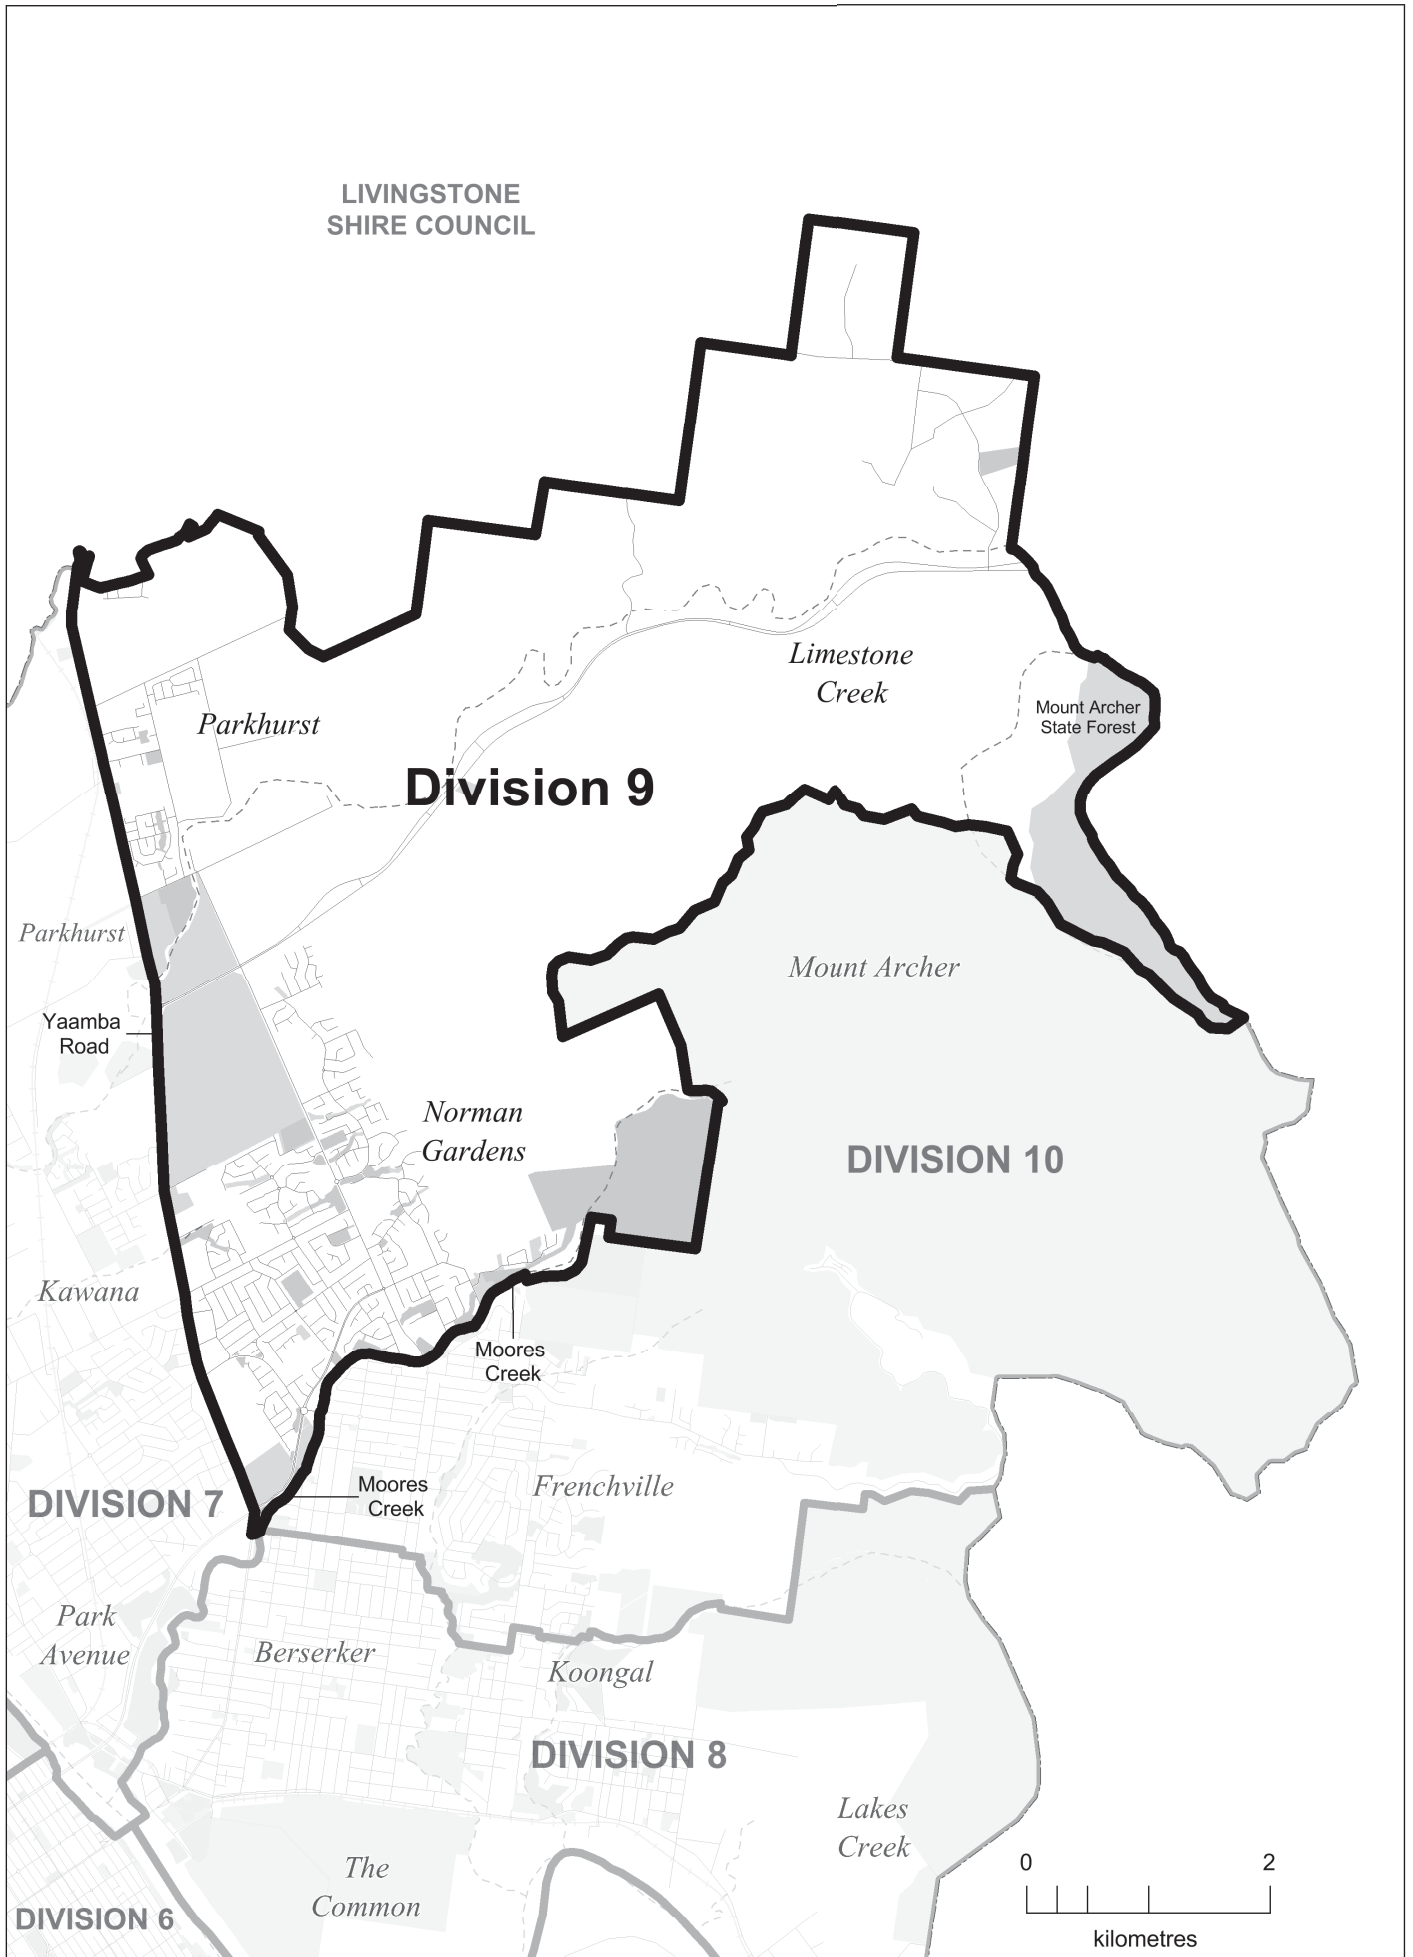 LIVINGSTONE
SHIRE COUNCIL
Limestone
Creek
Mount Archer
State Forest
Parkhurst
Division 9
Parkhurst
Mount Archer
Yaamba
Road
Norman
Gardens
DIVISION 10
Kawana
Moores
Creek
Moores
Creek
Frenchville
DIVISION 7
Park
Avenue
Berserker
Koongal
DIVISION 8
Lakes
Creek
The
Common
DIVISION 6
0 2
kilometres